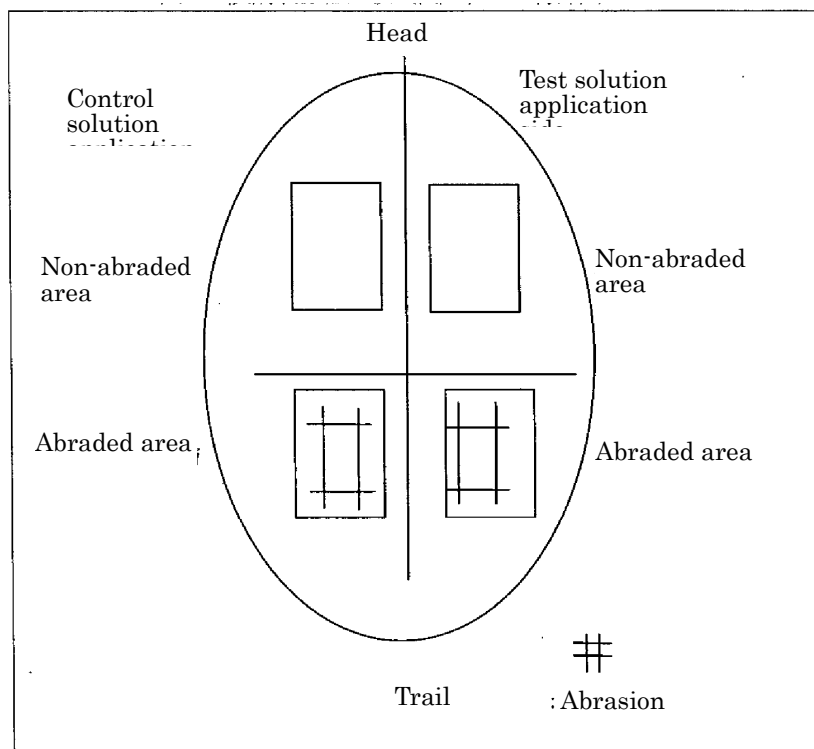 Head
Control
solution
Test solution
application
Non-abraded
area
Non-abraded
area
Abraded area
Abraded area
Trail
: Abrasion